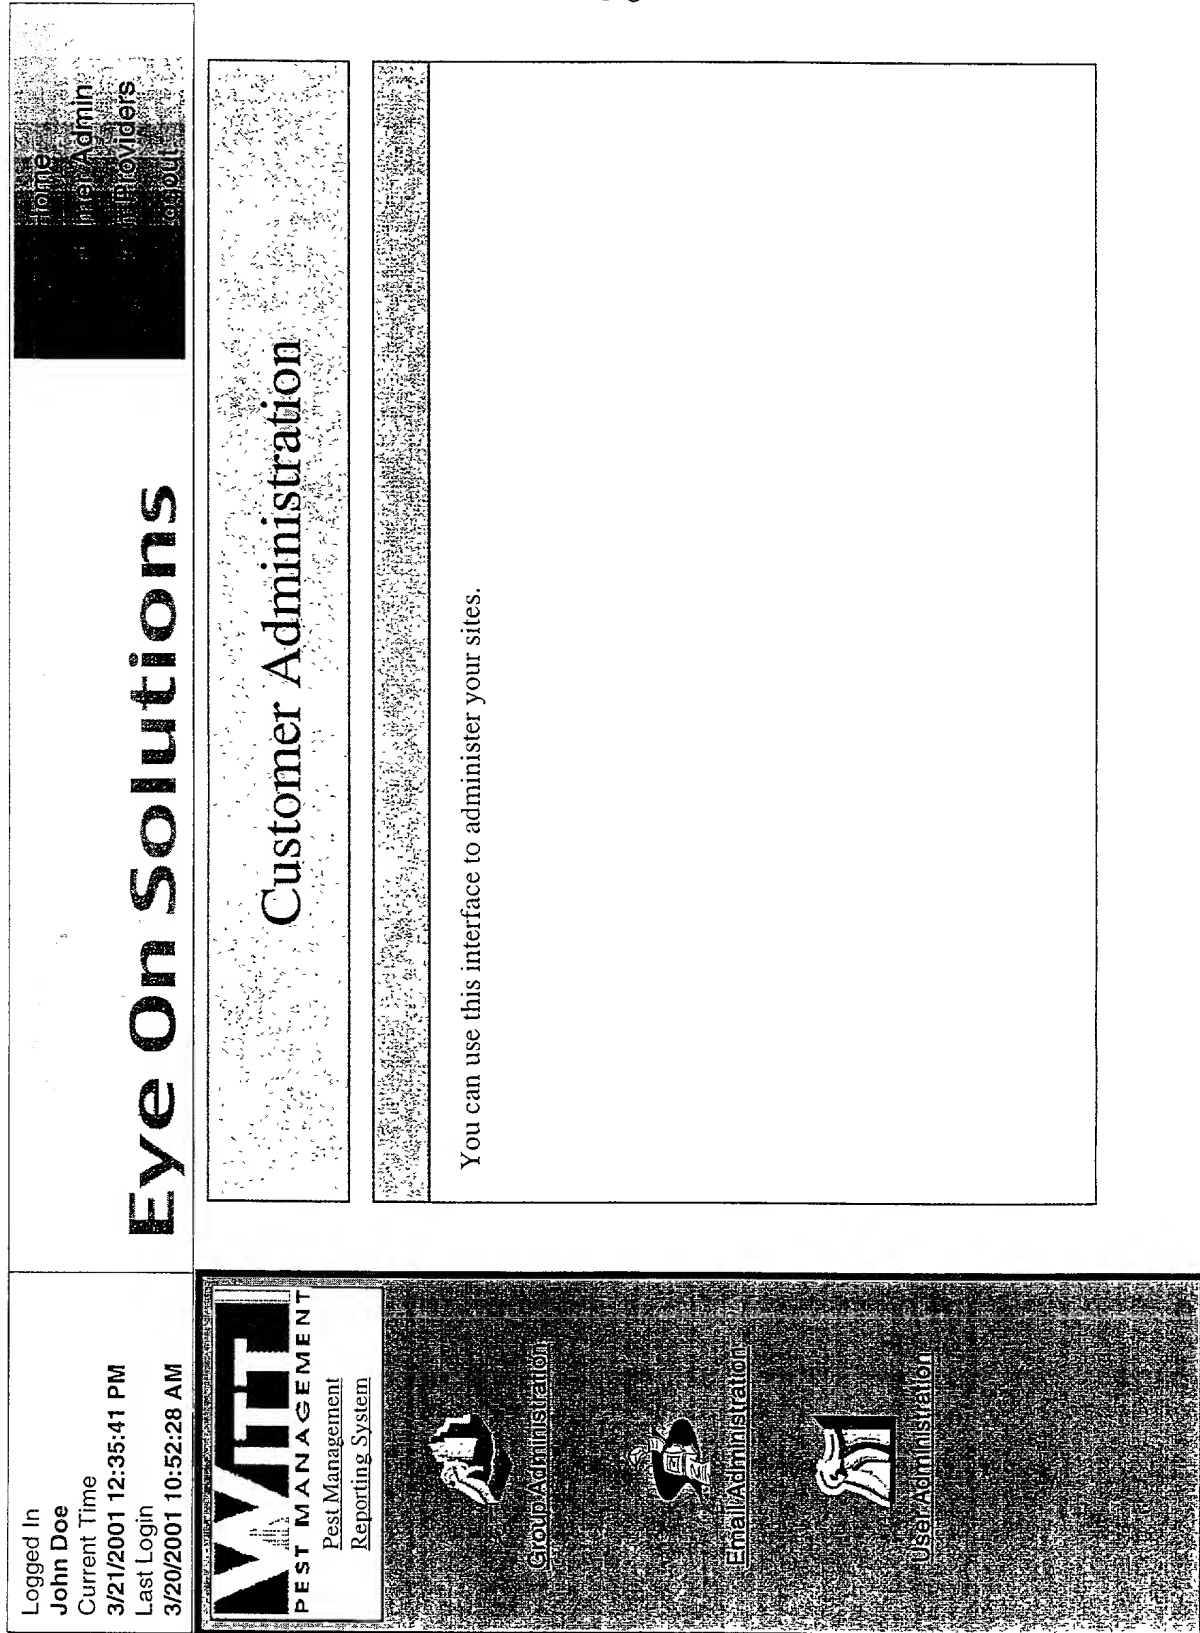 Logged In
John Doe
Current Time
3/21/2001 12:35:41 PM
Last Login
3/20/2001 10:52:28 AM
Eye On Solutions
Home
Admin
Providers
WITT
PEST MANAGEMENT
Pest Management
Reporting System
Group Administration
Email Administration
User Administration
Customer Administration
You can use this interface to administer your sites.